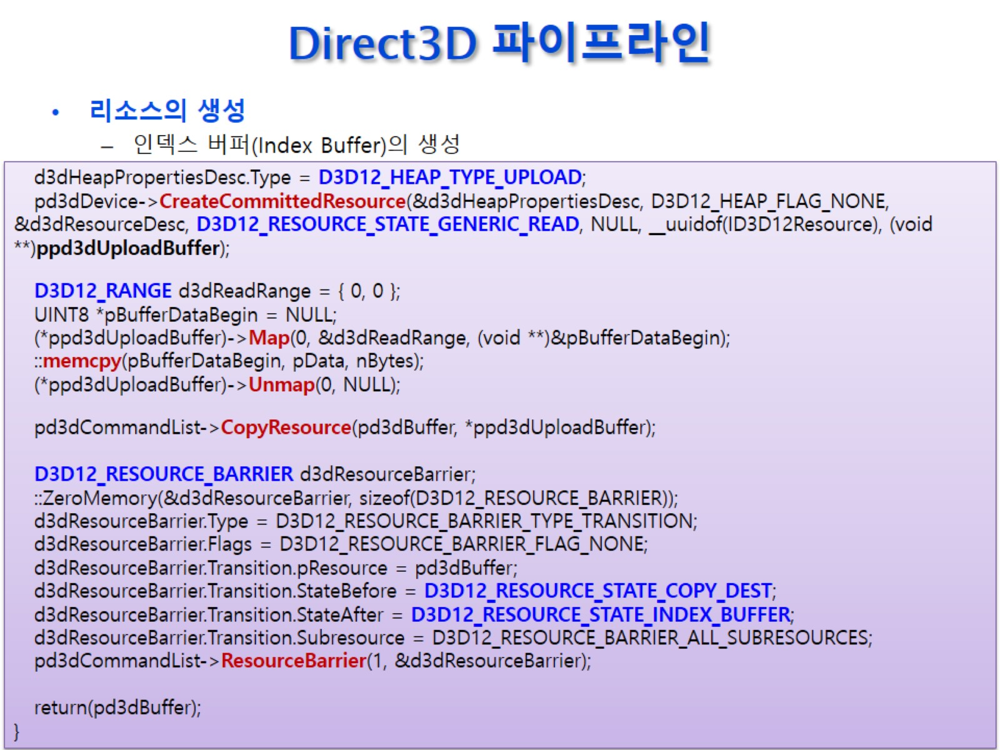 Direct3D 파이프라인
• 리소스의 생성
– 인덱스 버퍼(Index Buffer)의 생성
d3dHeapPropertiesDesc.Type = D3D12_HEAP_TYPE_UPLOAD;
pd3dDevice->CreateCommittedResource(&d3dHeapPropertiesDesc, D3D12_HEAP_FLAG_NONE,
&d3dResourceDesc, D3D12_RESOURCE_STATE_GENERIC_READ, NULL, __uuidof(ID3D12Resource), (void
**)ppd3dUploadBuffer);
D3D12_RANGE d3dReadRange = { 0, 0 };
UINT8 *pBufferDataBegin = NULL;
(*ppd3dUploadBuffer)->Map(0, &d3dReadRange, (void **)&pBufferDataBegin);
::memcpy(pBufferDataBegin, pData, nBytes);
(*ppd3dUploadBuffer)->Unmap(0, NULL);
pd3dCommandList->CopyResource(pd3dBuffer, *ppd3dUploadBuffer);
D3D12_RESOURCE_BARRIER d3dResourceBarrier;
::ZeroMemory(&d3dResourceBarrier, sizeof(D3D12_RESOURCE_BARRIER));
d3dResourceBarrier.Type = D3D12_RESOURCE_BARRIER_TYPE_TRANSITION;
d3dResourceBarrier.Flags = D3D12_RESOURCE_BARRIER_FLAG_NONE;
d3dResourceBarrier.Transition.pResource = pd3dBuffer;
d3dResourceBarrier.Transition.StateBefore = D3D12_RESOURCE_STATE_COPY_DEST;
d3dResourceBarrier.Transition.StateAfter = D3D12_RESOURCE_STATE_INDEX_BUFFER;
d3dResourceBarrier.Transition.Subresource = D3D12_RESOURCE_BARRIER_ALL_SUBRESOURCES;
pd3dCommandList->ResourceBarrier(1, &d3dResourceBarrier);
return(pd3dBuffer);
}